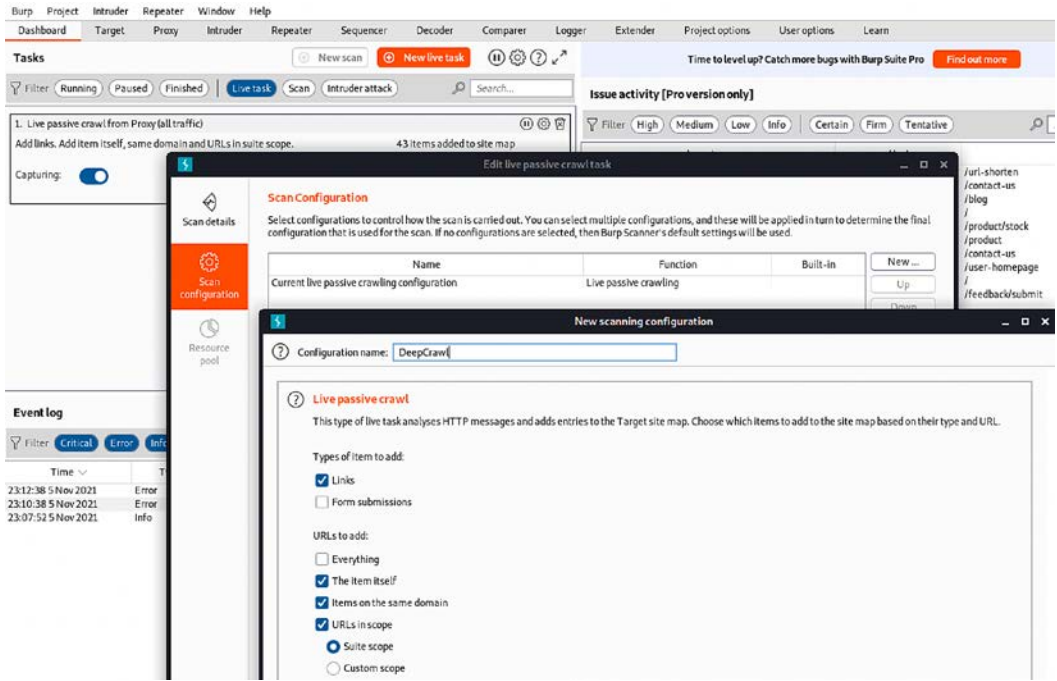 Burp Project Intruder Repeater Window Help
Dashboard Target Proxy Intruder Repeater Sequencer Decoder Comparer Logger Extender Project options User options Learn
Tasks
New scan
New live task
Time to level up? Catch more bugs with Burp Suite Pro
Find out more
Filter Running Paused Finished Live task Scan Intruder attack Search...
Issue activity [Pro version only]
Filter High Medium Low Info Certain Firm Tentative
1. Live passive crawl from Proxy (all traffic)
Add links. Add item itself, same domain and URLs in suite scope.
43 items added to site map
Capturing:
/url-shorten
/contact-us
/blog
/
/product/stock
/product
/contact-us
/user-homepage
/
/feedback/submit
Edit live passive crawl task
Scan details
Scan configuration
Resource pool
Scan Configuration
Select configurations to control how the scan is carried out. You can select multiple configurations, and these will be applied in turn to determine the final
configuration that is used for the scan. If no configurations are selected, then Burp Scanner's default settings will be used.
Name Function Built-in
Current live passive crawling configuration Live passive crawling
New ...
Up
Down
New scanning configuration
Configuration name: DeepCrawl
Live passive crawl
This type of live task analyses HTTP messages and adds entries to the Target site map. Choose which items to add to the site map based on their type and URL.
Types of item to add:
Links
Form submissions
URLs to add:
Everything
The item itself
Items on the same domain
URLs in scope
Suite scope
Custom scope
Event log
Filter Critical Error Info
Time
23:12:38 5 Nov 2021 Error
23:10:38 5 Nov 2021 Error
23:07:52 5 Nov 2021 Info